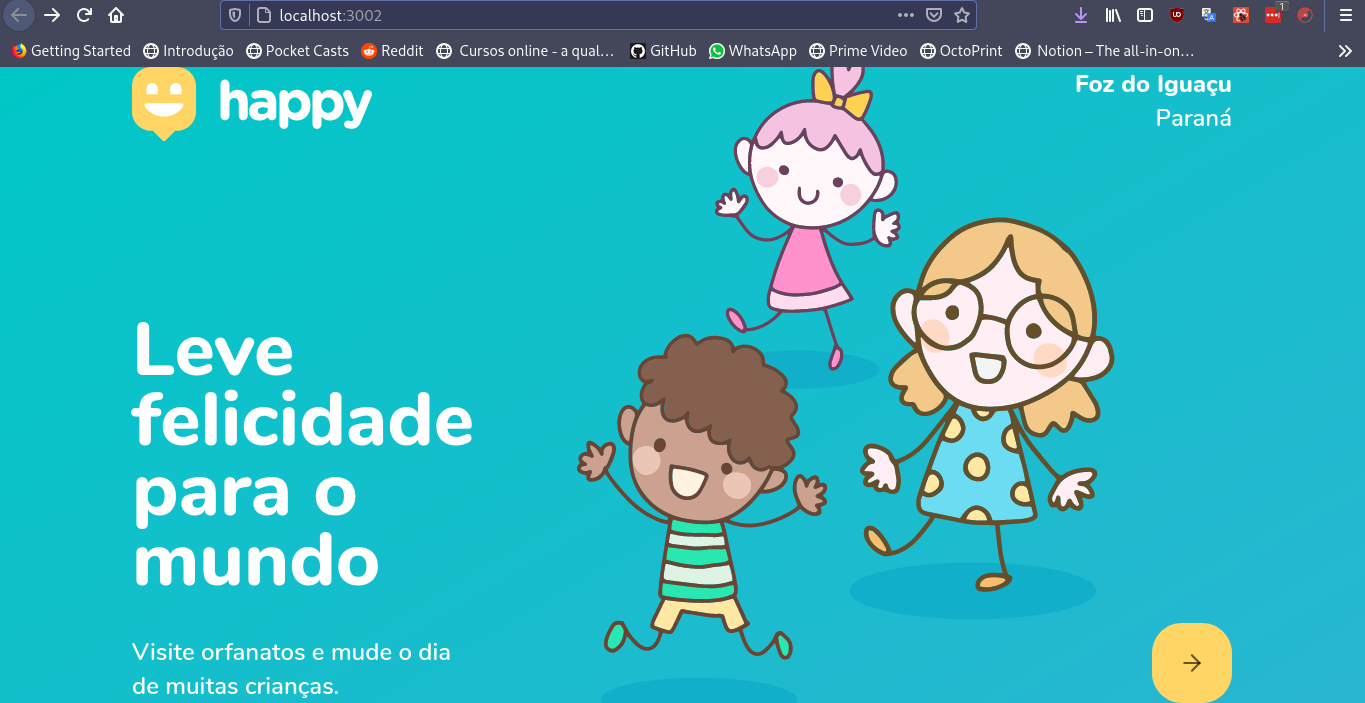 localhost:3002
1
Getting Started Introdução Pocket Casts Reddit Cursos online - a qual... GitHub WhatsApp Prime Video OctoPrint Notion – The all-in-on...
happy
Foz do Iguaçu
Paraná
Leve
felicidade
para o
mundo
Visite orfanatos e mude o dia
de muitas crianças.